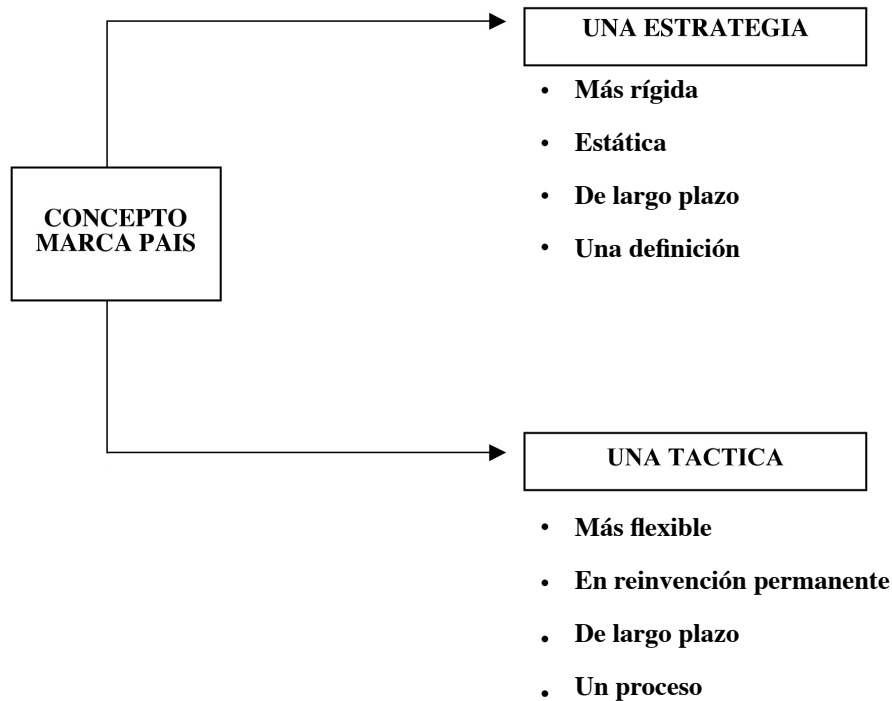 UNA ESTRATEGIA
• Más rígida
• Estática
• De largo plazo
• Una definición
CONCEPTO
MARCA PAIS
UNA TACTICA
• Más flexible
• En reinvención permanente
• De largo plazo
• Un proceso